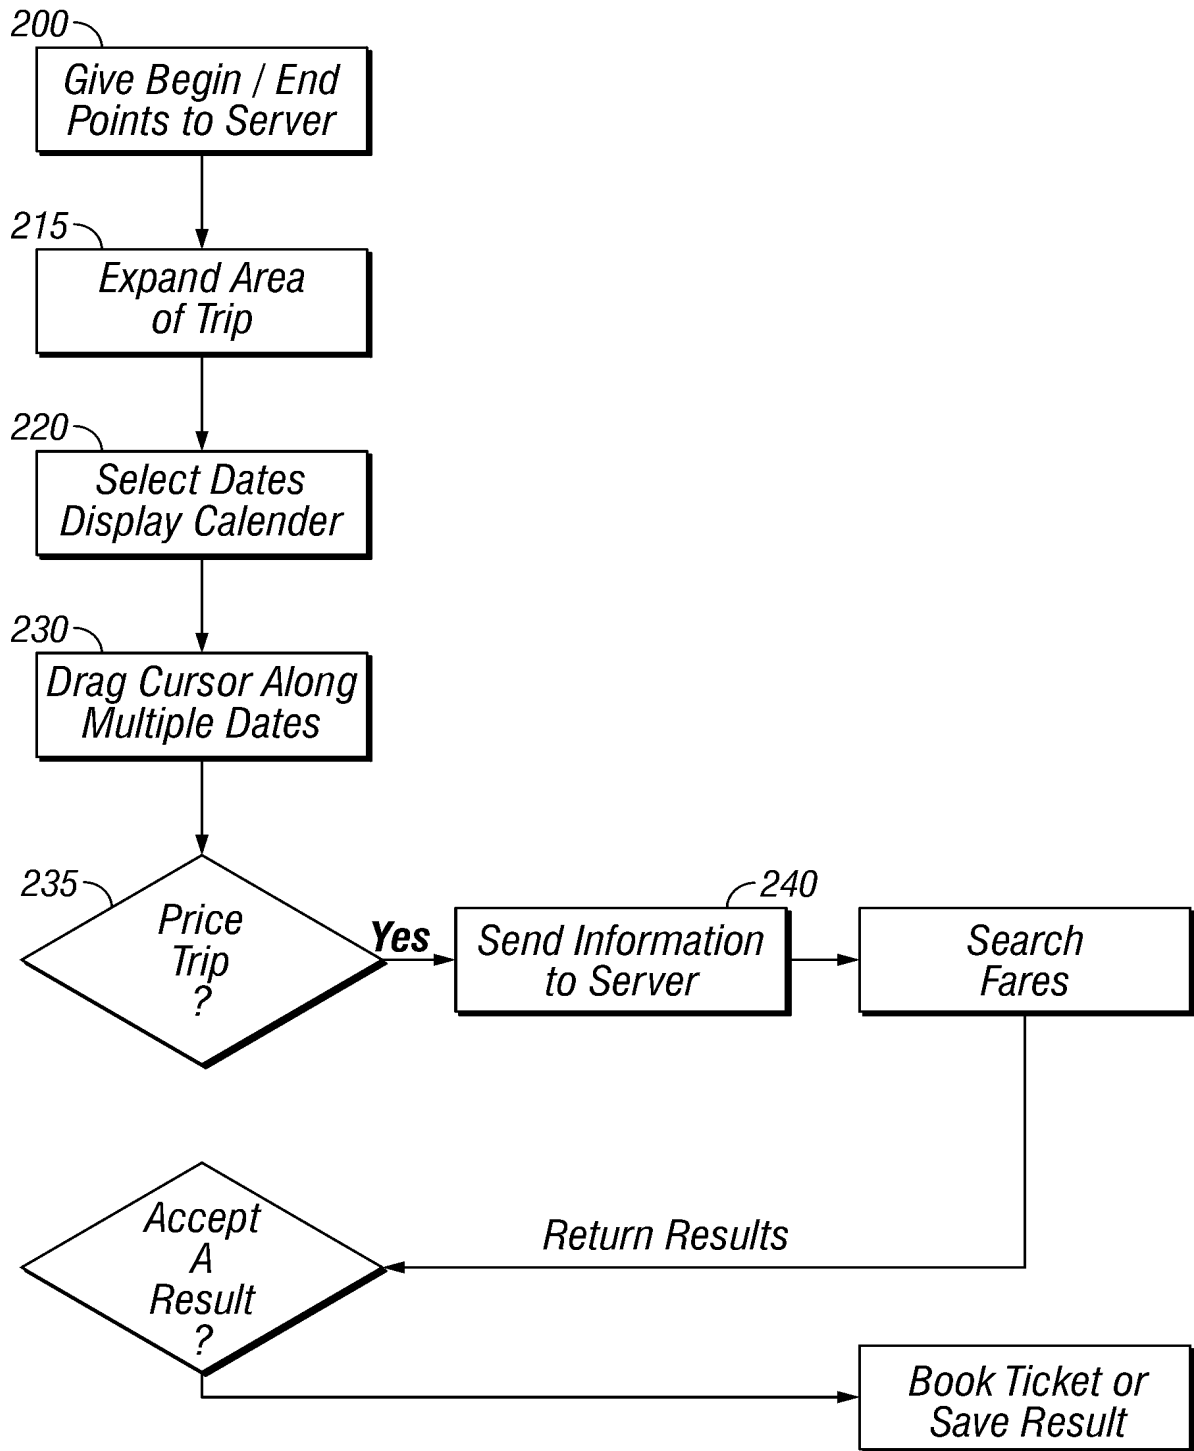 200
Give Begin / End
Points to Server
215
Expand Area
of Trip
220
Select Dates
Display Calender
230
Drag Cursor Along
Multiple Dates
235
Price
Trip
?
Yes
240
Send Information
to Server
Search
Fares
Return Results
Accept
A
Result
?
Book Ticket or
Save Result